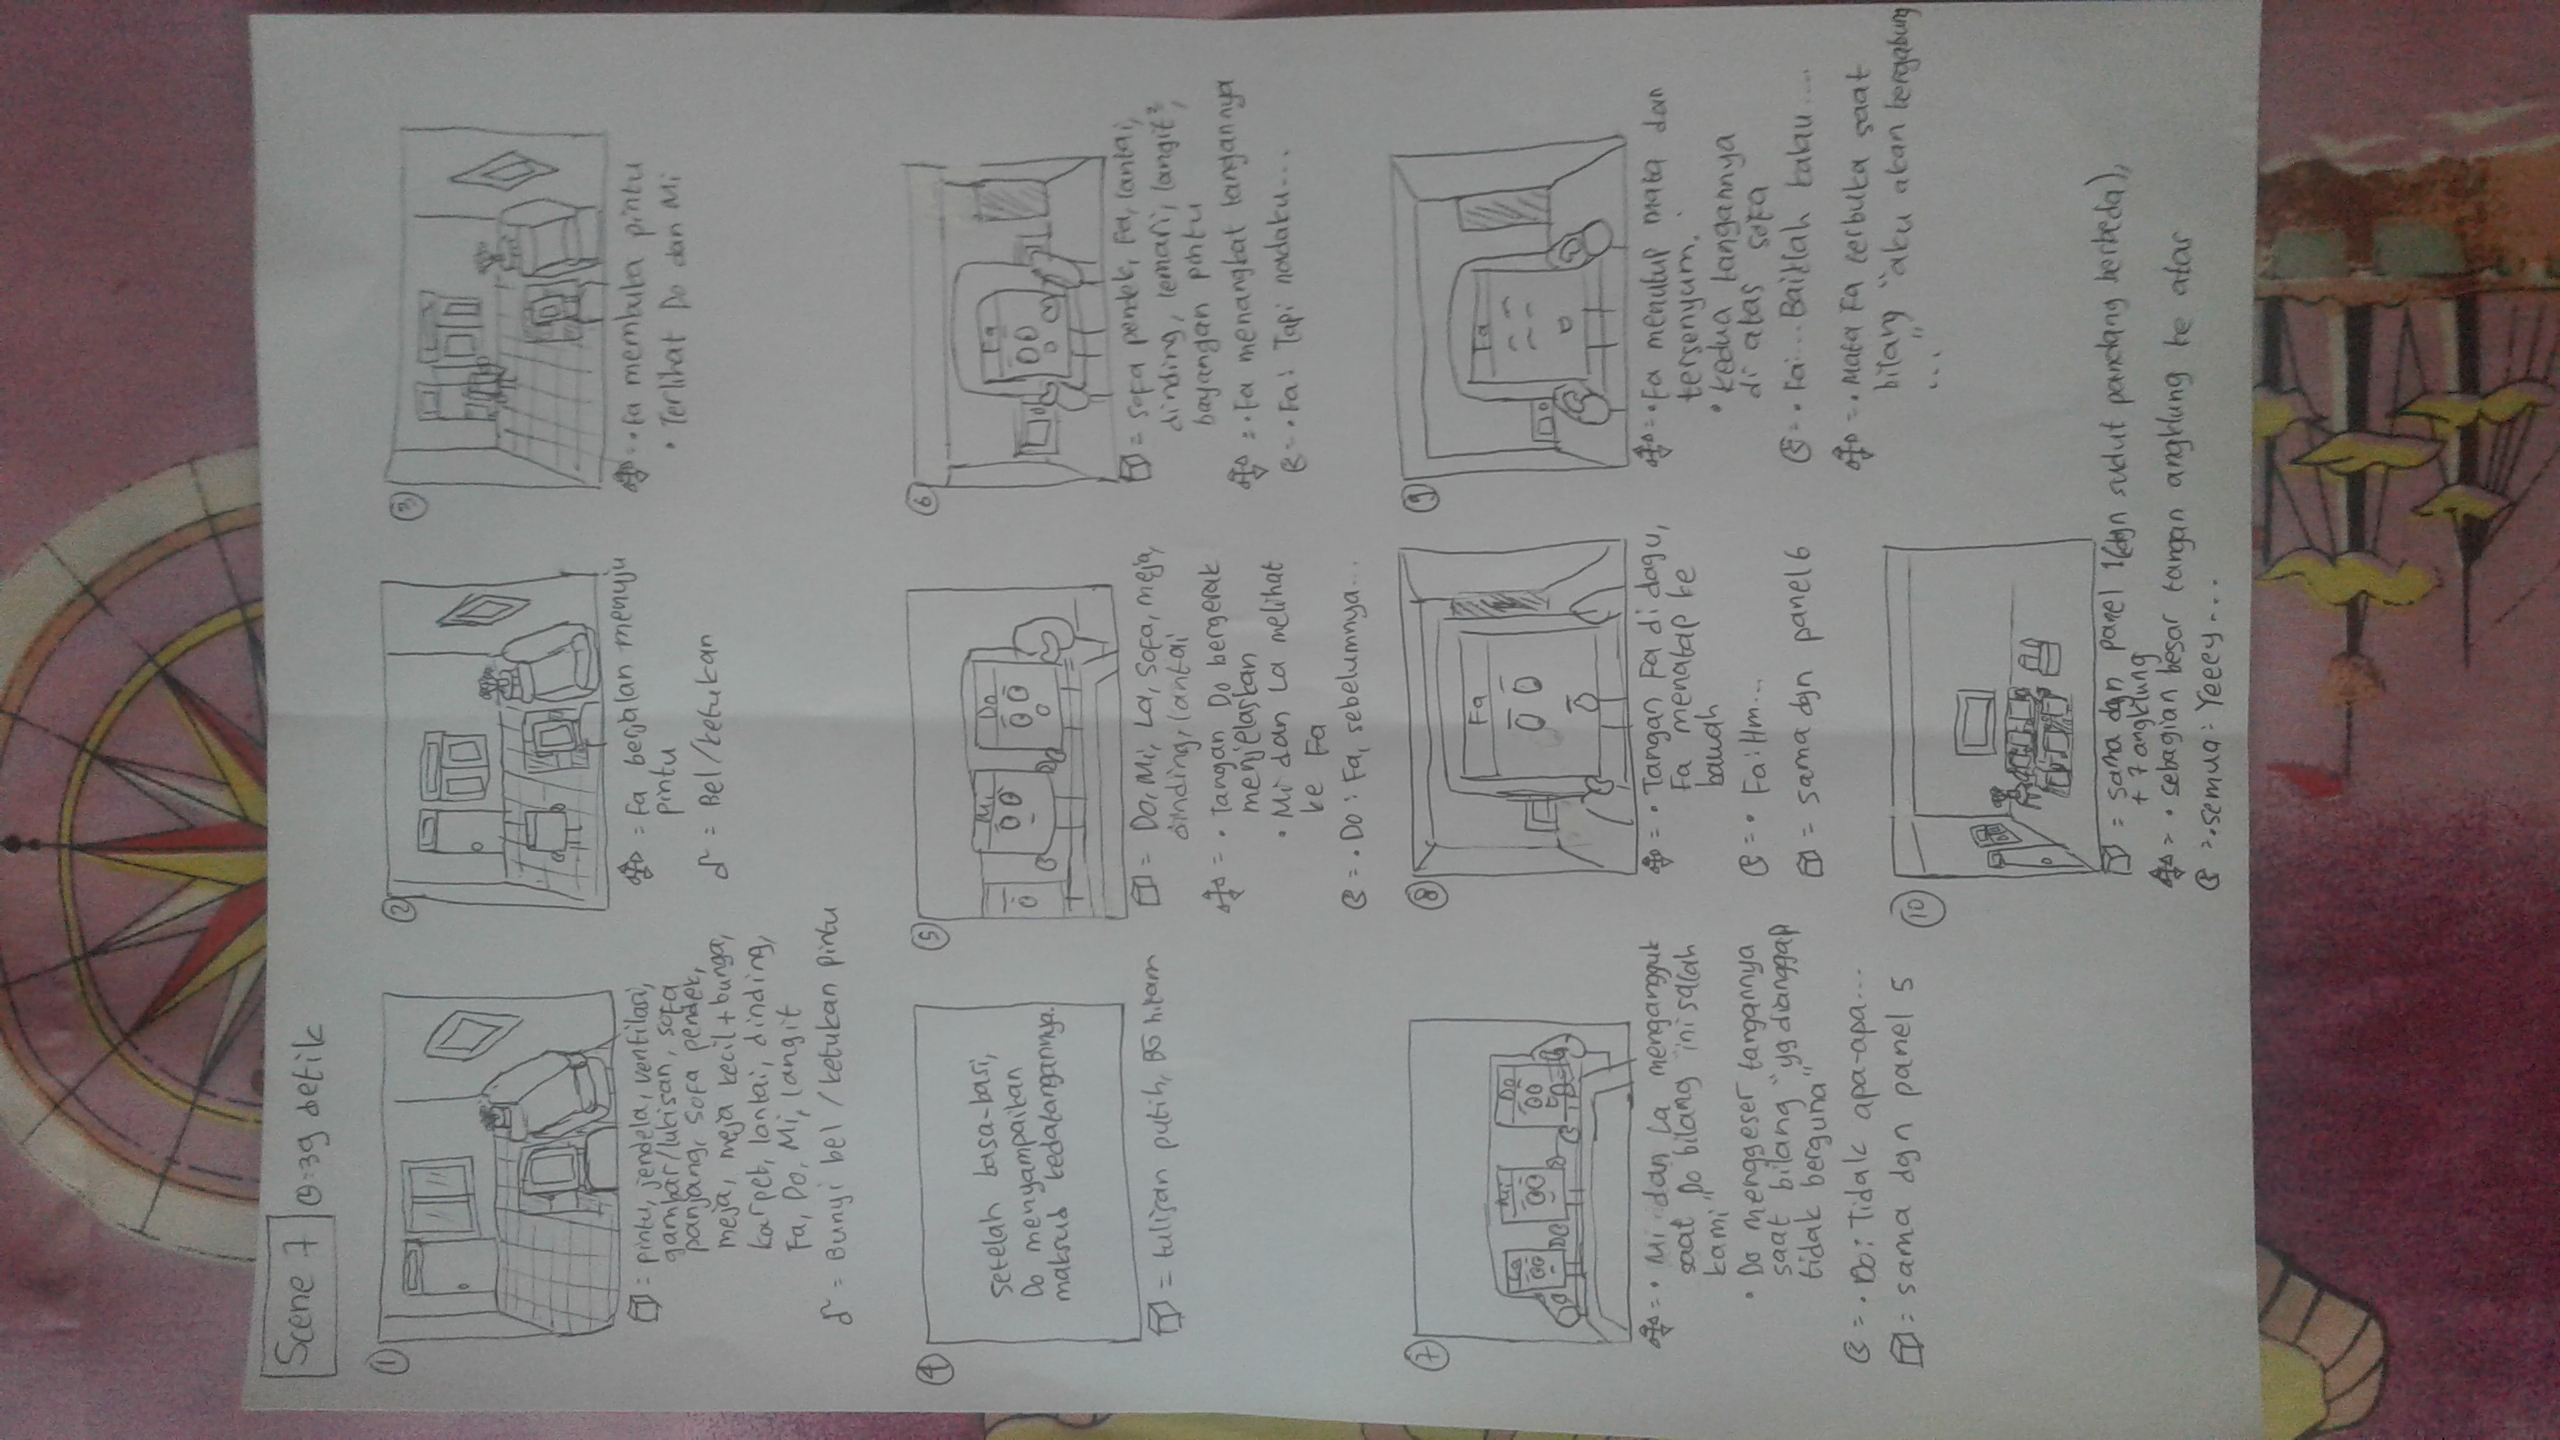 Scene 7
= 39 detik
1
= pintu, jendela, ventilasi,
gambar/lukisan, sofa
panjang, sofa pendek,
meja, meja kecil + bunga,
karpet, lantai, dinding,
Fa, Do, Mi, langit
= Bunyi bel / ketukan pintu
2
= Fa berjalan menuju
pintu
= Bel/ketukan
3
= • Fa membuka pintu
• Terlihat Do dan Mi
4
Setelah basa-basi,
Do menyampaikan
maksud kedatangannya.
= tulisan putih, BG hitam
5
Mi
Do
= Do, Mi, La, Sofa, meja,
dinding, lantai
= • Tangan Do bergerak
menjelaskan
• Mi dan La melihat
ke Fa
= • Do : Fa, sebelumnya...
6
Fa
= sofa pendek, Fa, lantai,
dinding, lemari, langit²,
bayangan pintu
= • Fa menangkat tangannya
= • Fa : Tapi nadaku...
7
La
Mi
Do
= • Mi dan La mengangguk
saat Do bilang "ini salah
kami"
• Do menggeser tangannya
saat bilang "yg dianggap
tidak berguna"
= • Do : Tidak apa-apa...
= sama dgn panel 5
8
Fa
= • Tangan Fa di dagu,
Fa menatap ke
bawah
= • Fa : Hm...
= sama dgn panel 6
9
Fa
= • Fa menutup mata dan
tersenyum.
• Kedua tangannya
di atas sofa
= • Fa : ... Baiklah kalau ....
= • Mata Fa terbuka saat
bilang "aku akan bergabung
..."
10
= sama dgn panel 1 (dgn sudut pandang berbeda),
+ 7 angklung
= • sebagian besar tangan angklung ke atas
= • semua : Yeeey...